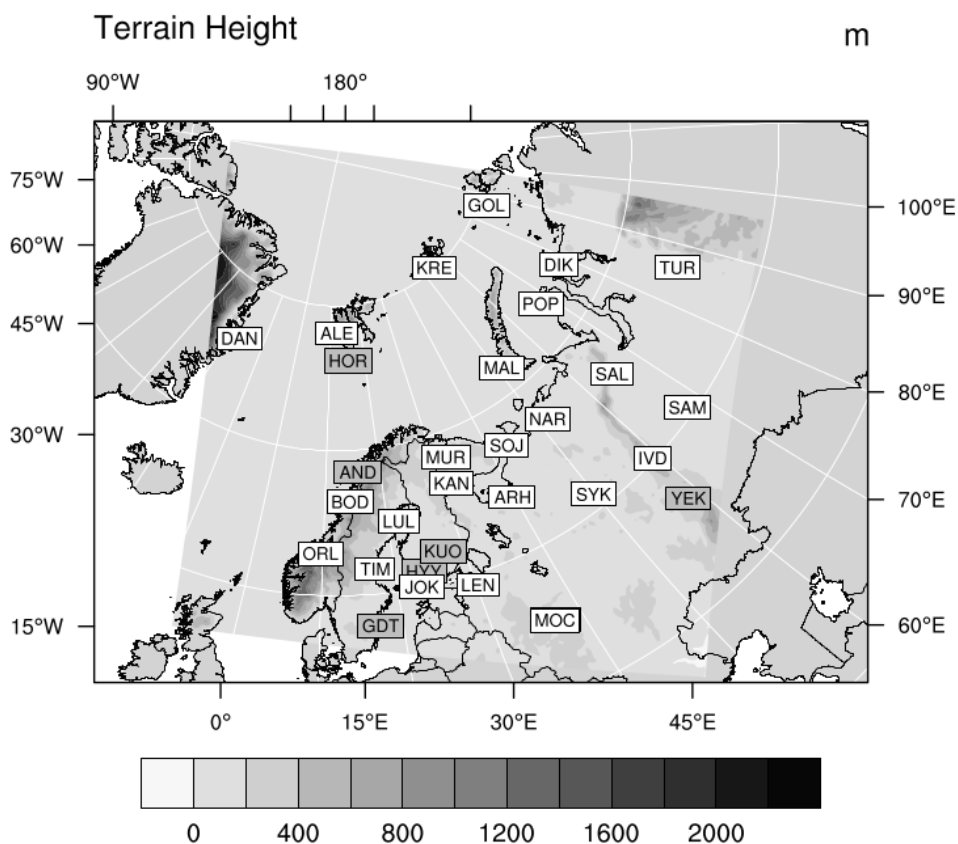 Terrain Height
m
90°W
180°
75°W
60°W
45°W
30°W
15°W
100°E
90°E
80°E
70°E
60°E
GOL
KRE
DIK
TUR
POP
DAN
ALE
HOR
MAL
SAL
SAM
NAR
SOJ
MUR
IVD
AND
KAN
BOD
ARH
SYK
YEK
LUL
ORL
KUO
TIM
HYY
JOK
LEN
GDT
MOC
0°
15°E
30°E
45°E
0
400
800
1200
1600
2000